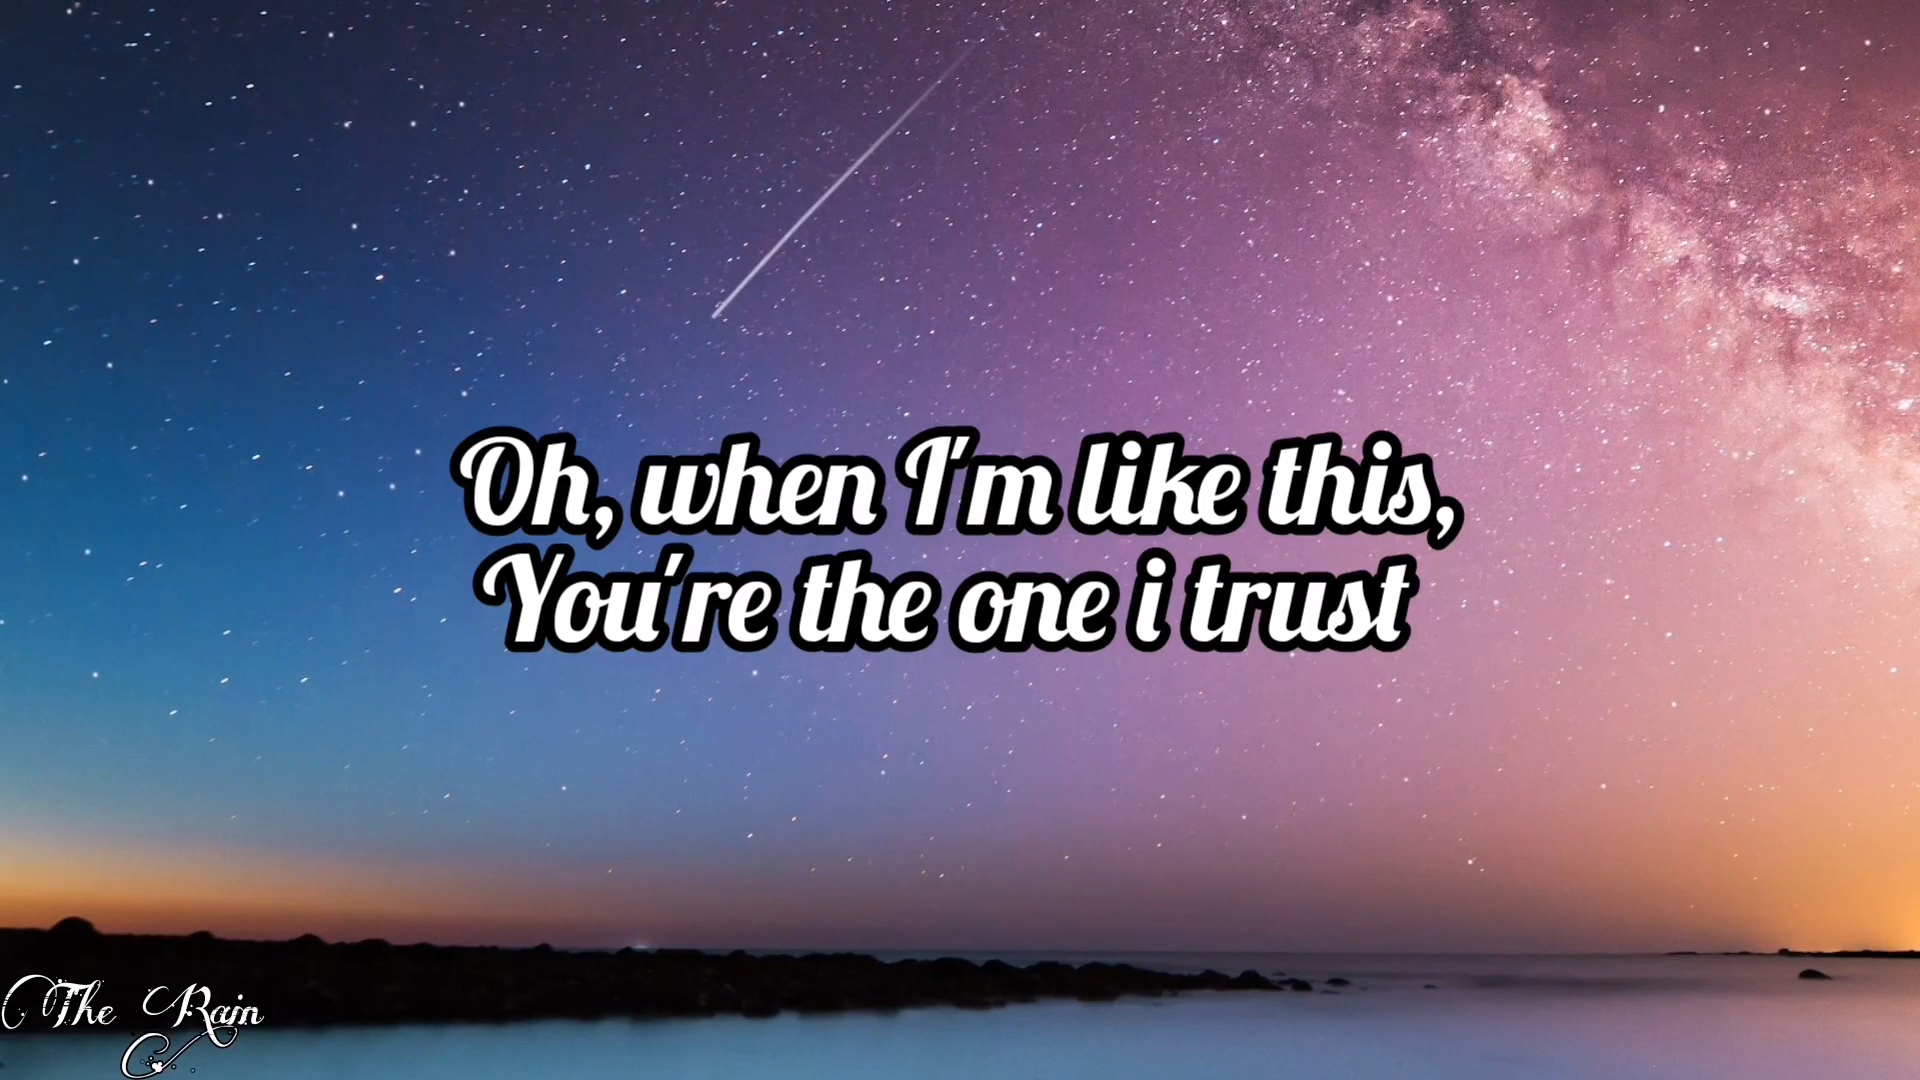 Oh, when I'm like this,
You're the one i trust
The Rain